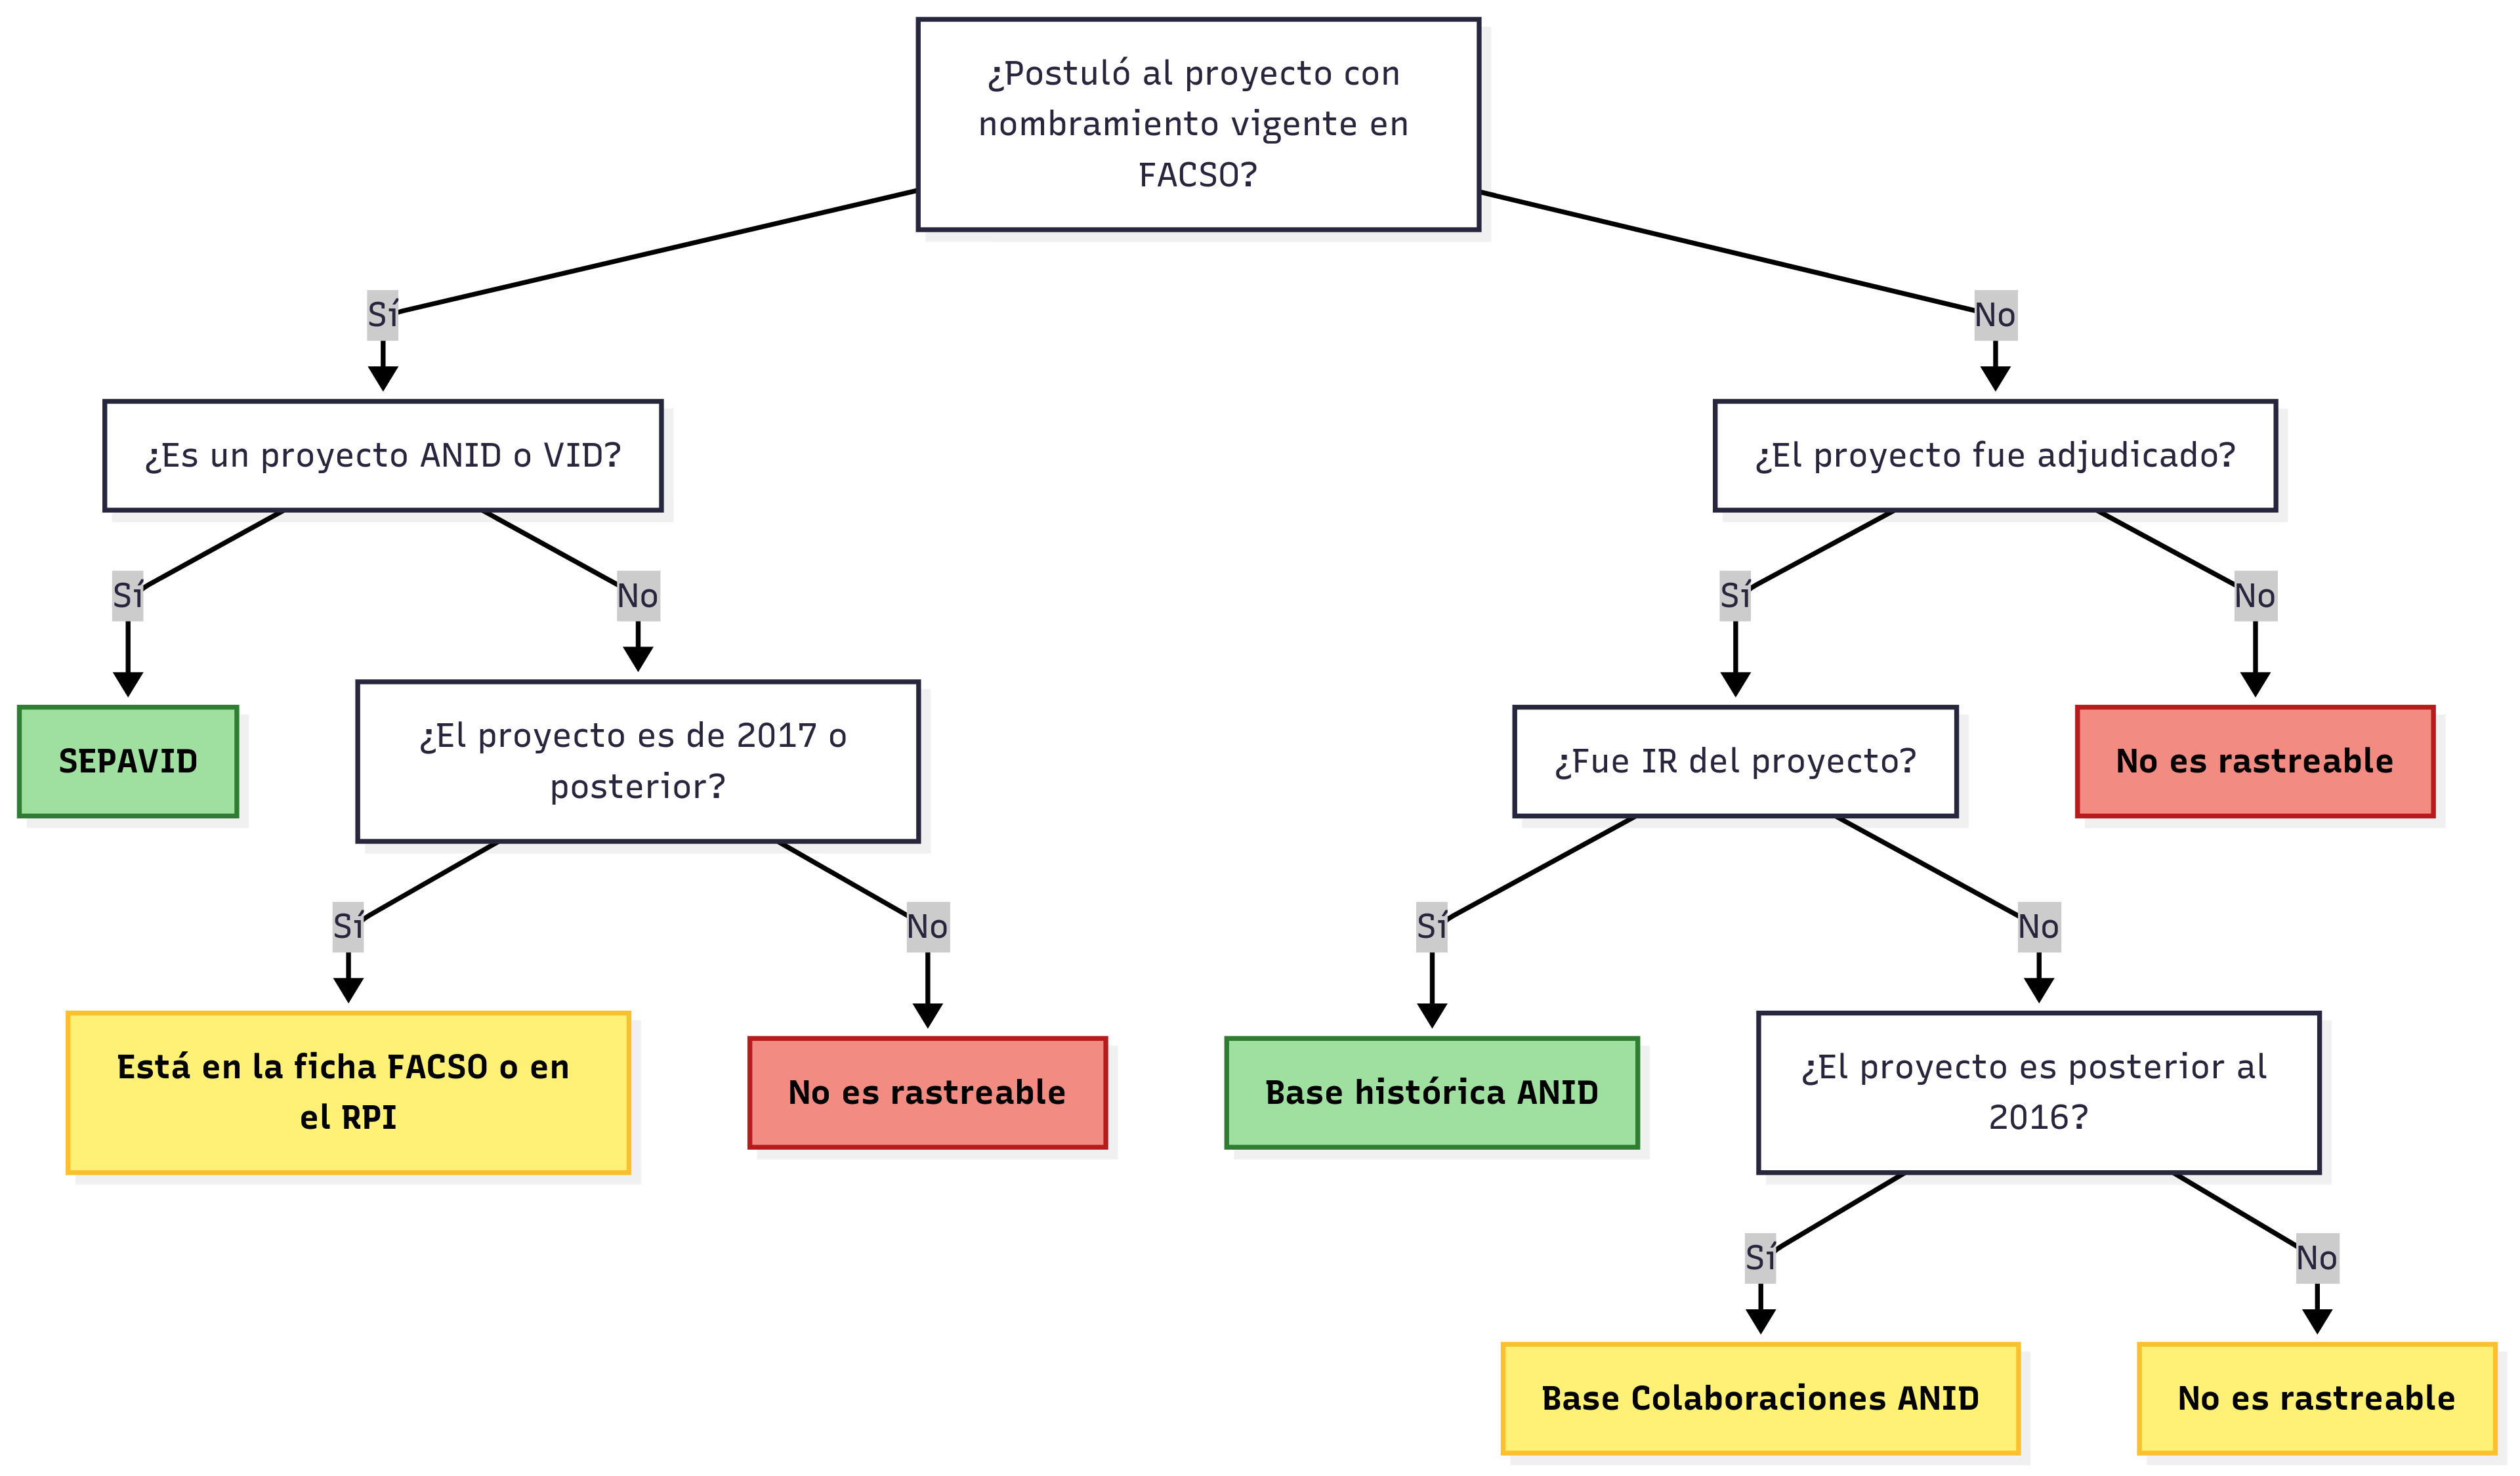 ¿Postuló al proyecto con
nombramiento vigente en
FACSO?
Sí
No
¿Es un proyecto ANID o VID?
¿El proyecto fue adjudicado?
Sí
No
Sí
No
SEPAVID
¿El proyecto es de 2017 o
posterior?
¿Fue IR del proyecto?
No es rastreable
Sí
No
Sí
No
Está en la ficha FACSO o en
el RPI
No es rastreable
Base histórica ANID
¿El proyecto es posterior al
2016?
Sí
No
Base Colaboraciones ANID
No es rastreable